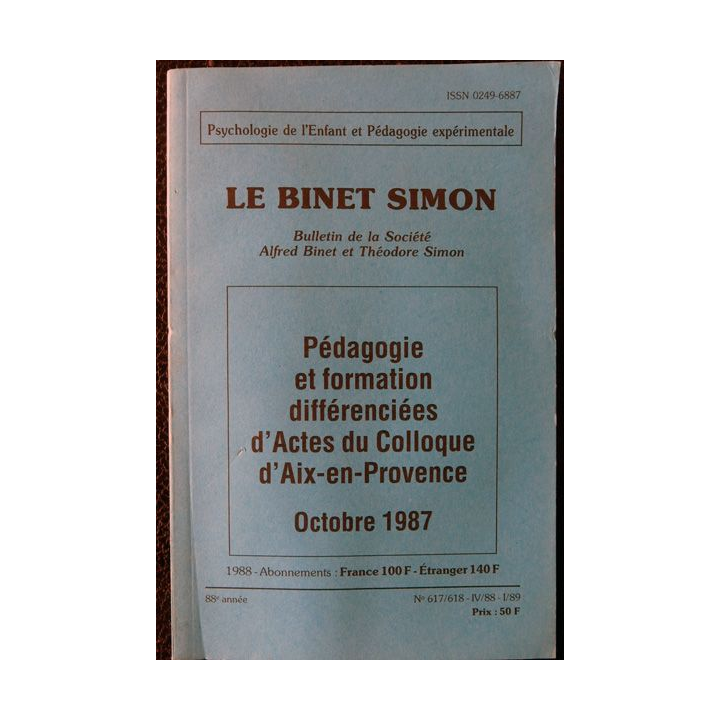 ISSN 0249-6887
Psychologie de l'Enfant et Pédagogie expérimentale
LE BINET SIMON
Bulletin de la Société
Alfred Binet et Théodore Simon
Pédagogie
et formation
différenciées
d'Actes du Colloque
d'Aix-en-Provence
Octobre 1987
1988 - Abonnements : France 100 F - Étranger 140 F
88e année
Nº 617/618 - IV/88 - I/89
Prix : 50 F